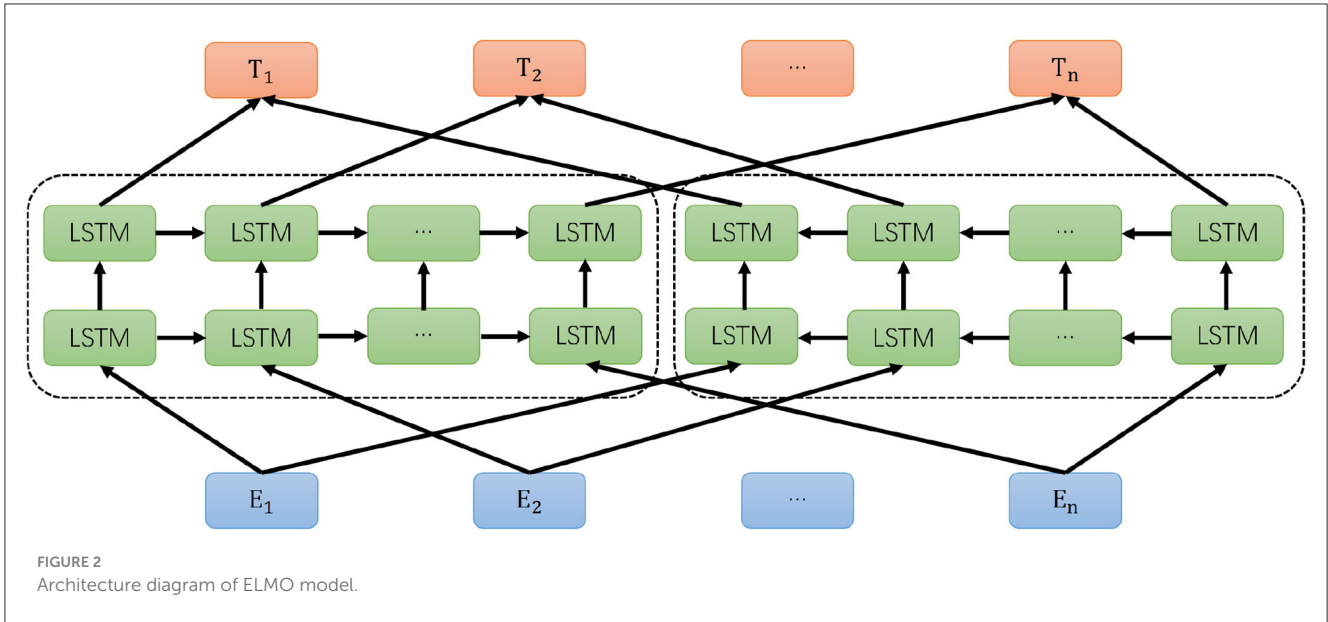 T₁ T₂ ... Tₙ
LSTM LSTM ... LSTM LSTM LSTM ... LSTM
LSTM LSTM ... LSTM LSTM LSTM ... LSTM
E₁ E₂ ... Eₙ
FIGURE 2
Architecture diagram of ELMO model.